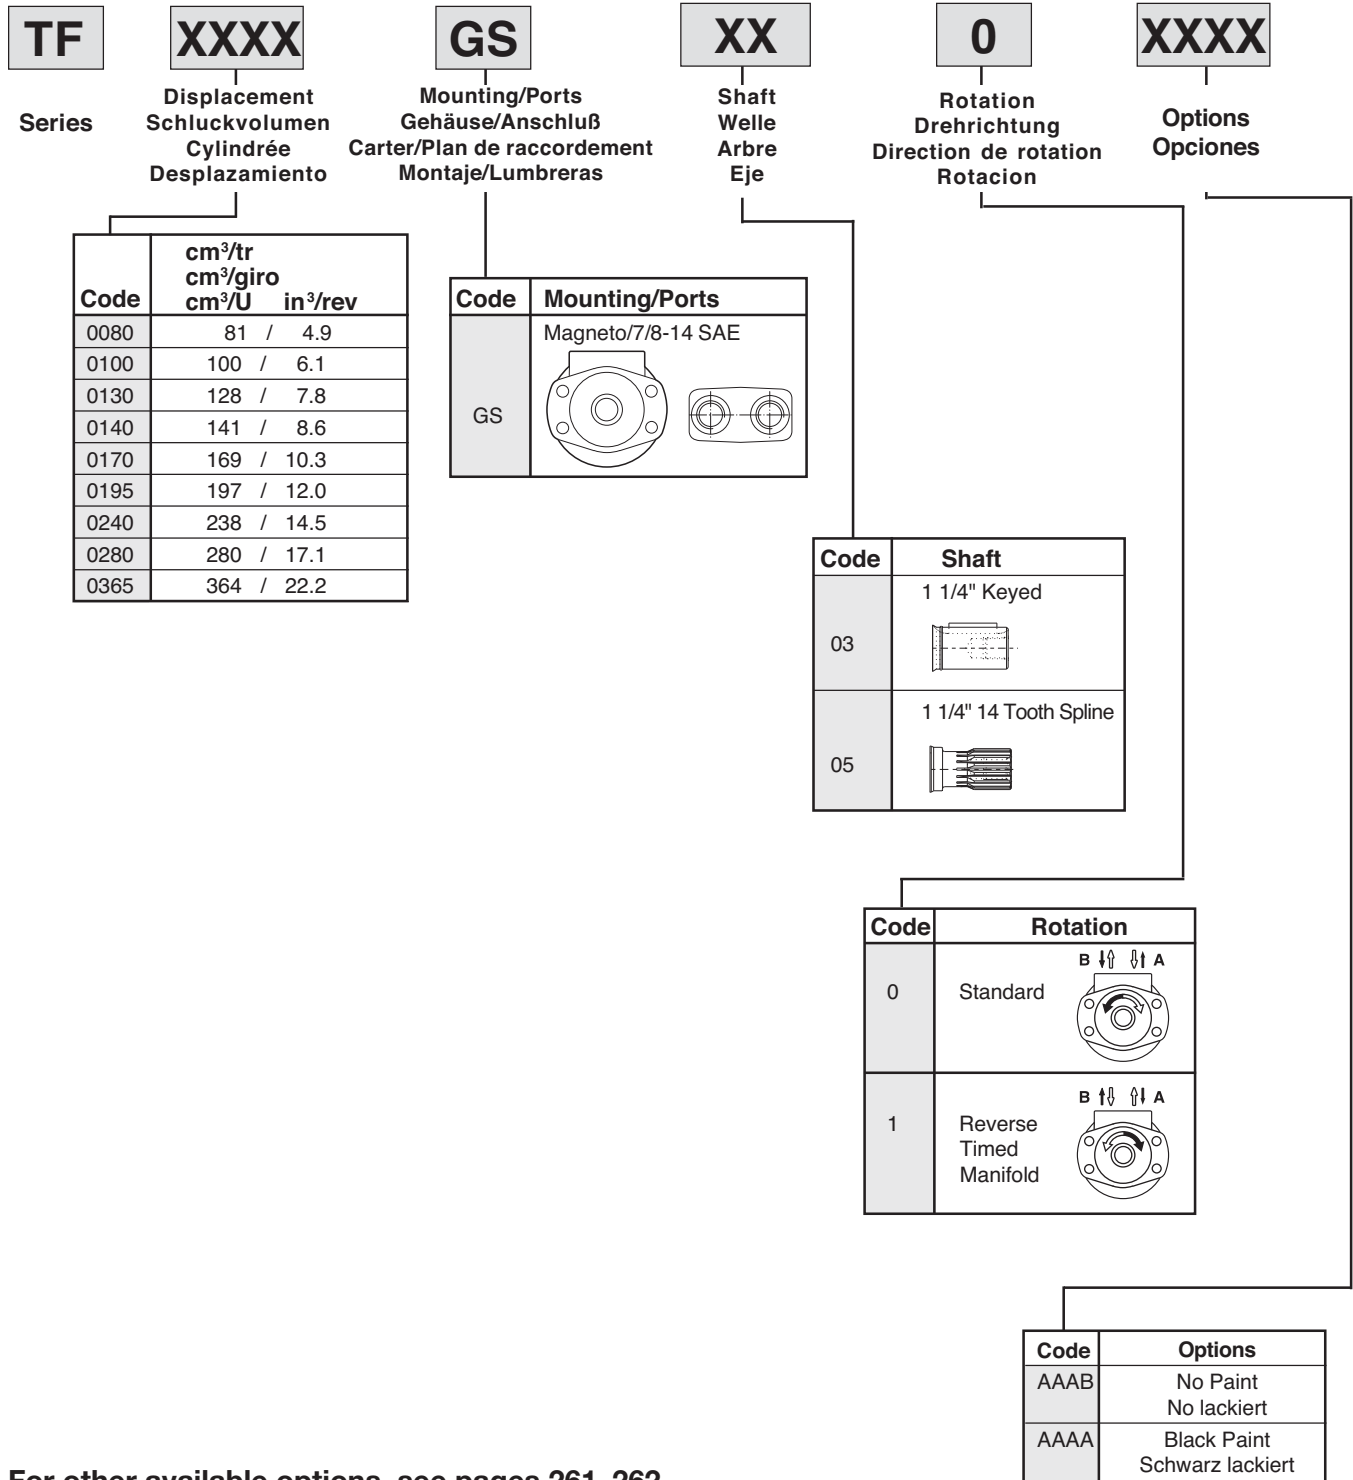 TF XXXX GS XX 0 XXXX
Series
Displacement
Schluckvolumen
Cylindrée
Desplazamiento
Mounting/Ports
Gehäuse/Anschluß
Carter/Plan de raccordement
Montaje/Lumbreras
Shaft
Welle
Arbre
Eje
Rotation
Drehrichtung
Direction de rotation
Rotacion
Options
Opciones
cm³/tr
cm³/giro
Code cm³/U in³/rev
0080 81 / 4.9
0100 100 / 6.1
0130 128 / 7.8
0140 141 / 8.6
0170 169 / 10.3
0195 197 / 12.0
0240 238 / 14.5
0280 280 / 17.1
0365 364 / 22.2
Code Mounting/Ports
Magneto/7/8-14 SAE
GS
Code Shaft
1 1/4" Keyed
03
1 1/4" 14 Tooth Spline
05
Code Rotation
B A
0 Standard
B A
1 Reverse
Timed
Manifold
Code Options
AAAB No Paint
No lackiert
AAAA Black Paint
Schwarz lackiert
For other available options, see pages 261, 262